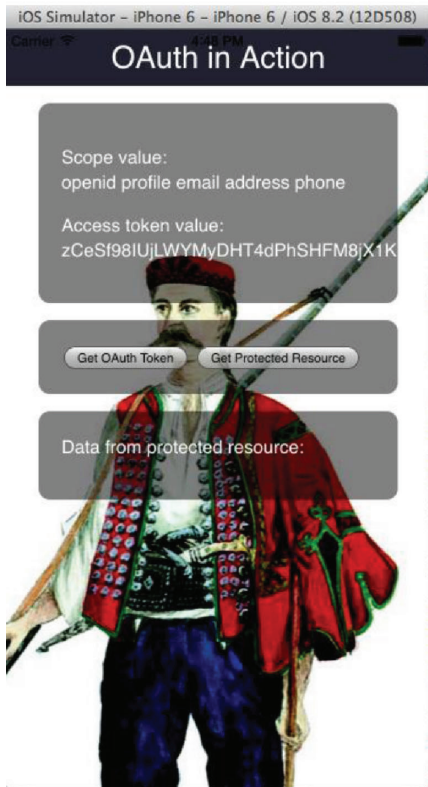 iOS Simulator – iPhone 6 – iPhone 6 / iOS 8.2 (12D508)
Carrier 4:48 PM
OAuth in Action
Scope value:
openid profile email address phone
Access token value:
zCeSf98IUjLWYMyDHT4dPhSHFM8jX1K
Get OAuth Token Get Protected Resource
Data from protected resource: